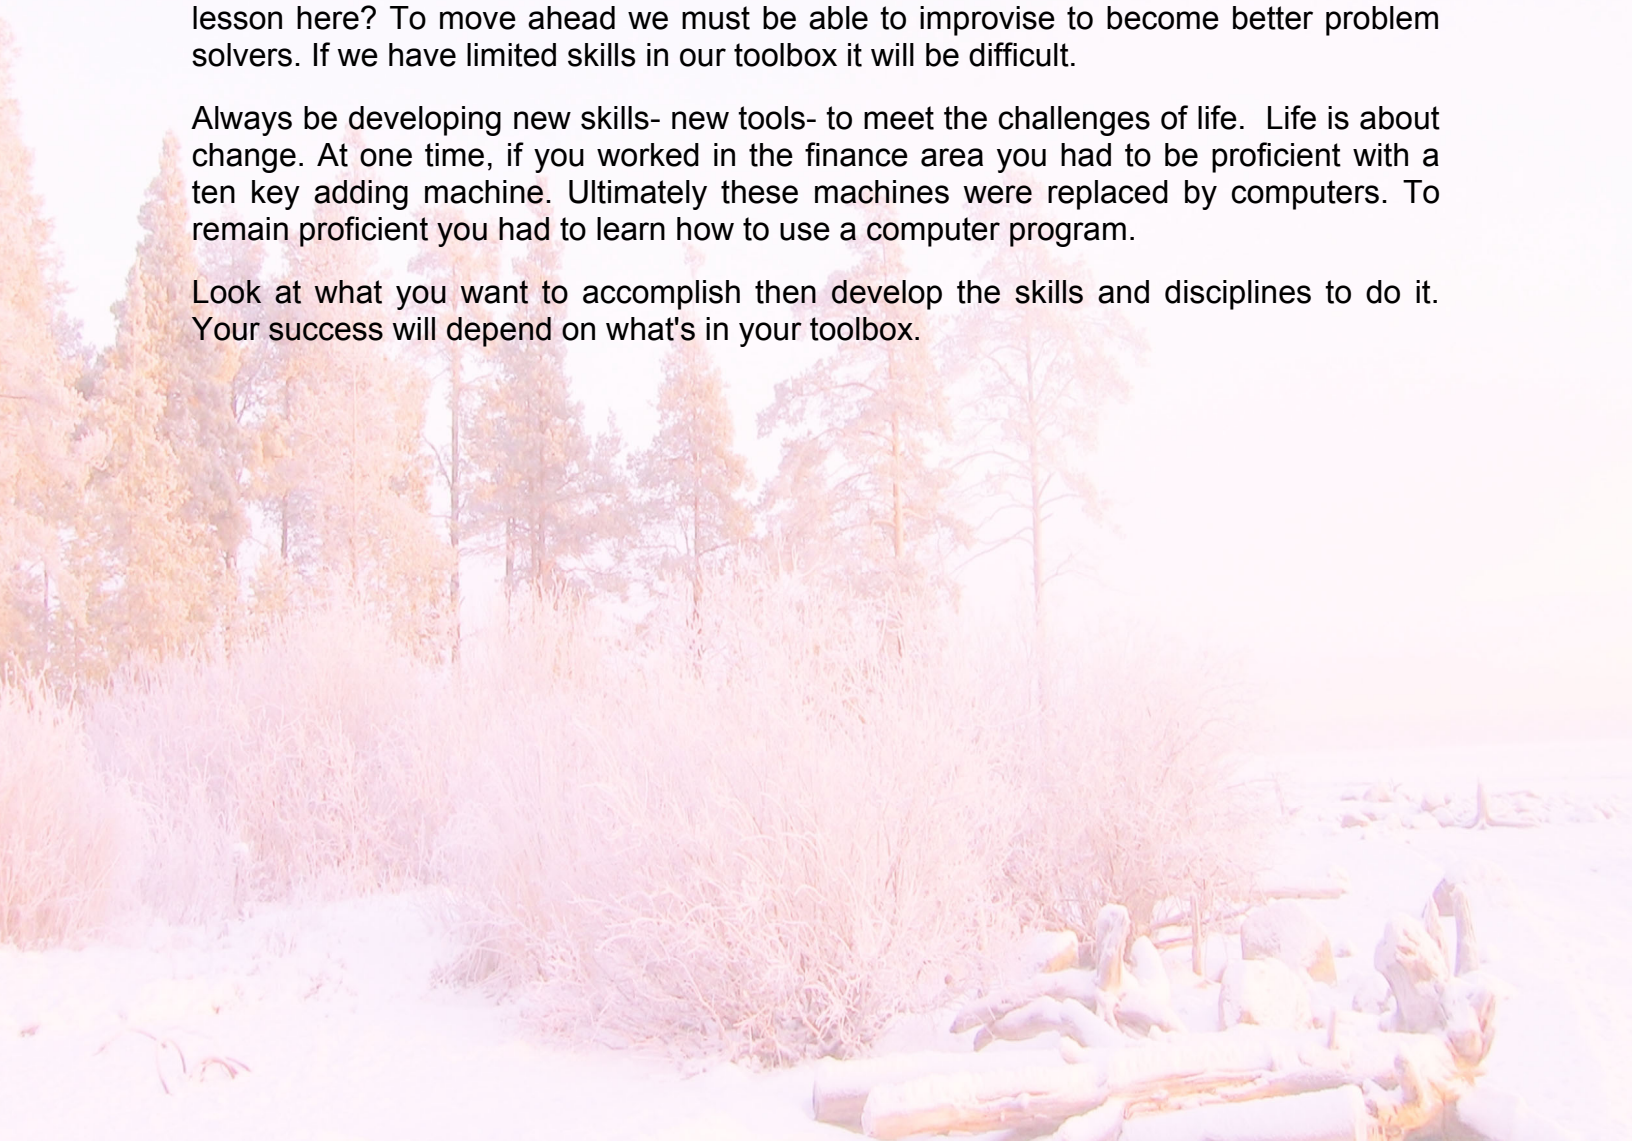 lesson here? To move ahead we must be able to improvise to become better problem
solvers. If we have limited skills in our toolbox it will be difficult.
Always be developing new skills- new tools- to meet the challenges of life.  Life is about
change. At one time, if you worked in the finance area you had to be proficient with a
ten key adding machine. Ultimately these machines were replaced by computers. To
remain proficient you had to learn how to use a computer program.
Look at what you want to accomplish then develop the skills and disciplines to do it.
Your success will depend on what's in your toolbox.